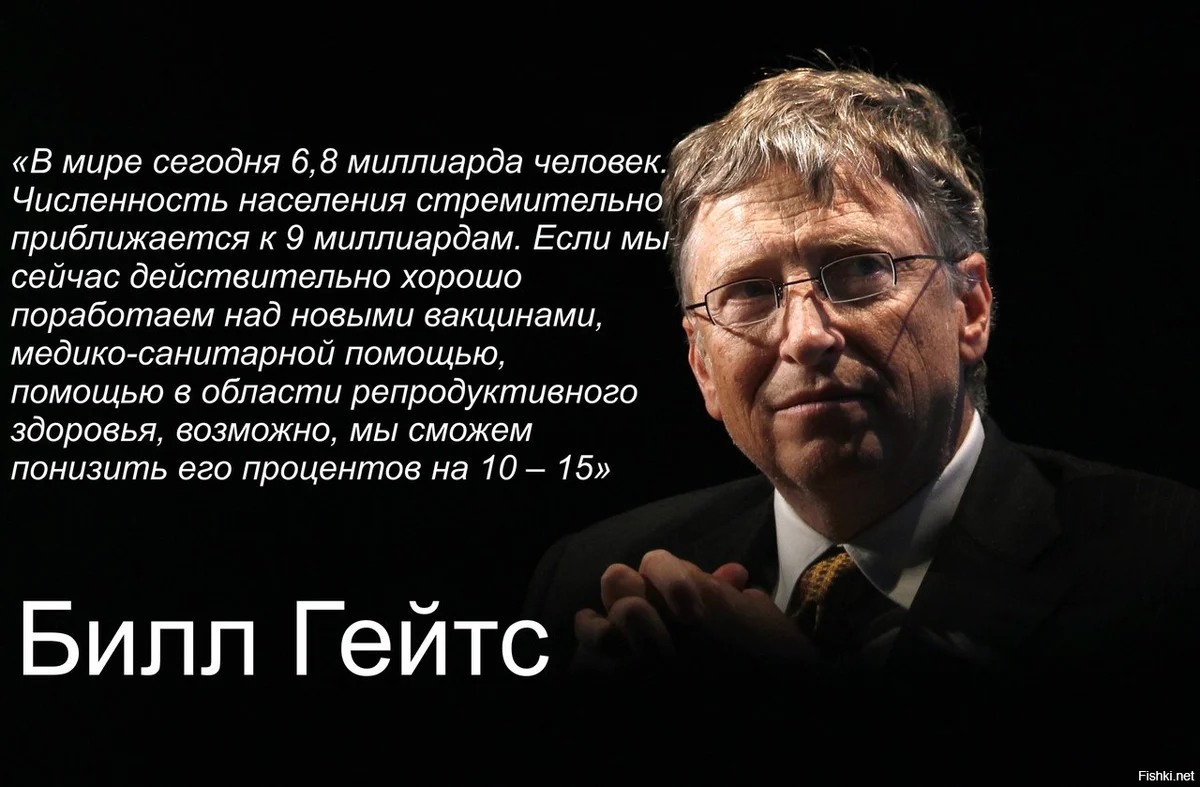 «В мире сегодня 6,8 миллиарда человек.
Численность населения стремительно
приближается к 9 миллиардам. Если мы
сейчас действительно хорошо
поработаем над новыми вакцинами,
медико-санитарной помощью,
помощью в области репродуктивного
здоровья, возможно, мы сможем
понизить его процентов на 10 – 15»
Билл Гейтс
Fishki.net